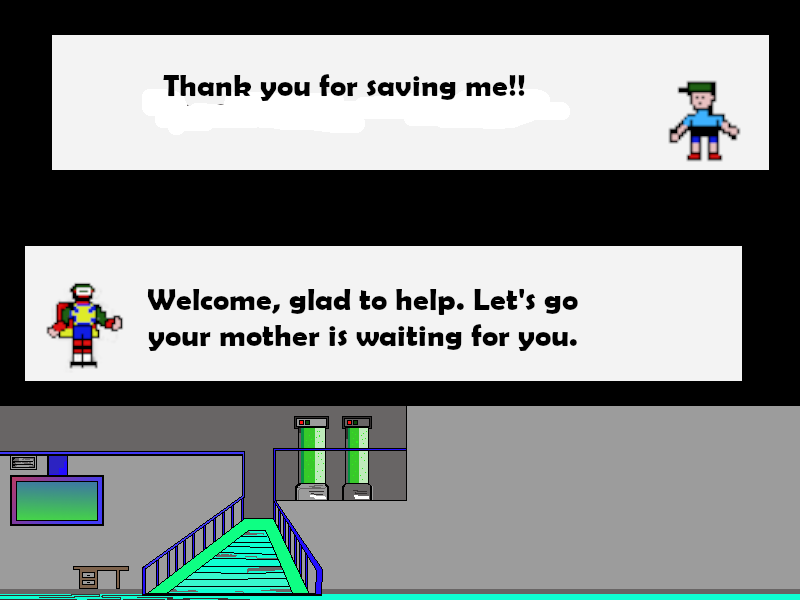 Thank you for saving me!!
Welcome, glad to help. Let's go
your mother is waiting for you.